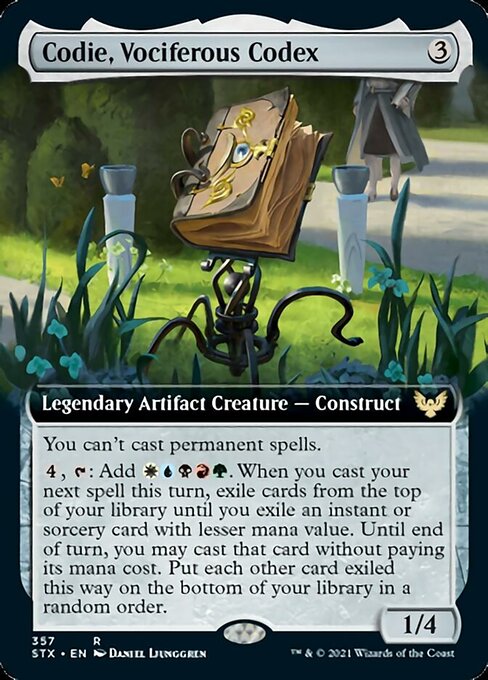 Codie, Vociferous Codex 3
Legendary Artifact Creature — Construct
You can't cast permanent spells.
4, : Add . When you cast your
next spell this turn, exile cards from the top
of your library until you exile an instant or
sorcery card with lesser mana value. Until end
of turn, you may cast that card without paying
its mana cost. Put each other card exiled
this way on the bottom of your library in a
random order.
1/4
357 R
STX • EN Daniel Ljunggren
™ & © 2021 Wizards of the Coast